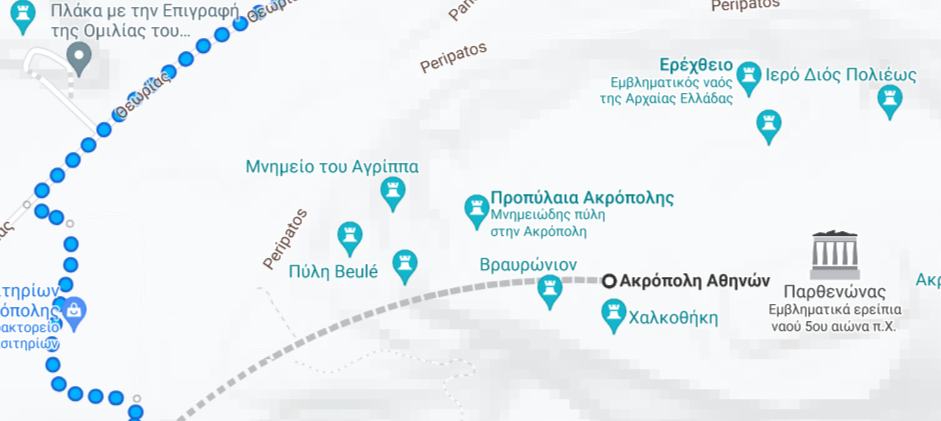 Πλάκα με την Επιγραφή
της Ομιλίας του...
Θεωρίας
Peripatos
Peripatos
Θεωρίας
Ερέχθειο
Εμβληματικός ναός
της Αρχαίας Ελλάδας
Ιερό Διός Πολιέως
Μνημείο του Αγρίππα
Προπύλαια Ακρόπολης
Μνημειώδης πύλη
στην Ακρόπολη
Peripatos
Πύλη Beulé
Βραυρώνιον
Ακρόπολη Αθηνών
Παρθενώνας
Εμβληματικά ερείπια
ναού 5ου αιώνα π.Χ.
Χαλκοθήκη